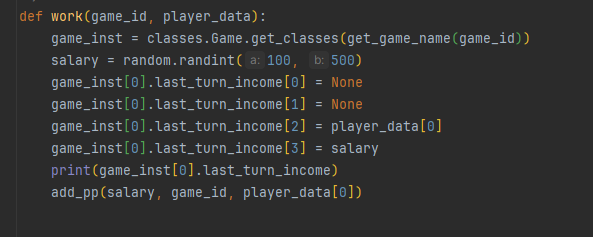 def work(game_id, player_data):
    game_inst = classes.Game.get_classes(get_game_name(game_id))
    salary = random.randint( a: 100, b: 500)
    game_inst[0].last_turn_income[0] = None
    game_inst[0].last_turn_income[1] = None
    game_inst[0].last_turn_income[2] = player_data[0]
    game_inst[0].last_turn_income[3] = salary
    print(game_inst[0].last_turn_income)
    add_pp(salary, game_id, player_data[0])